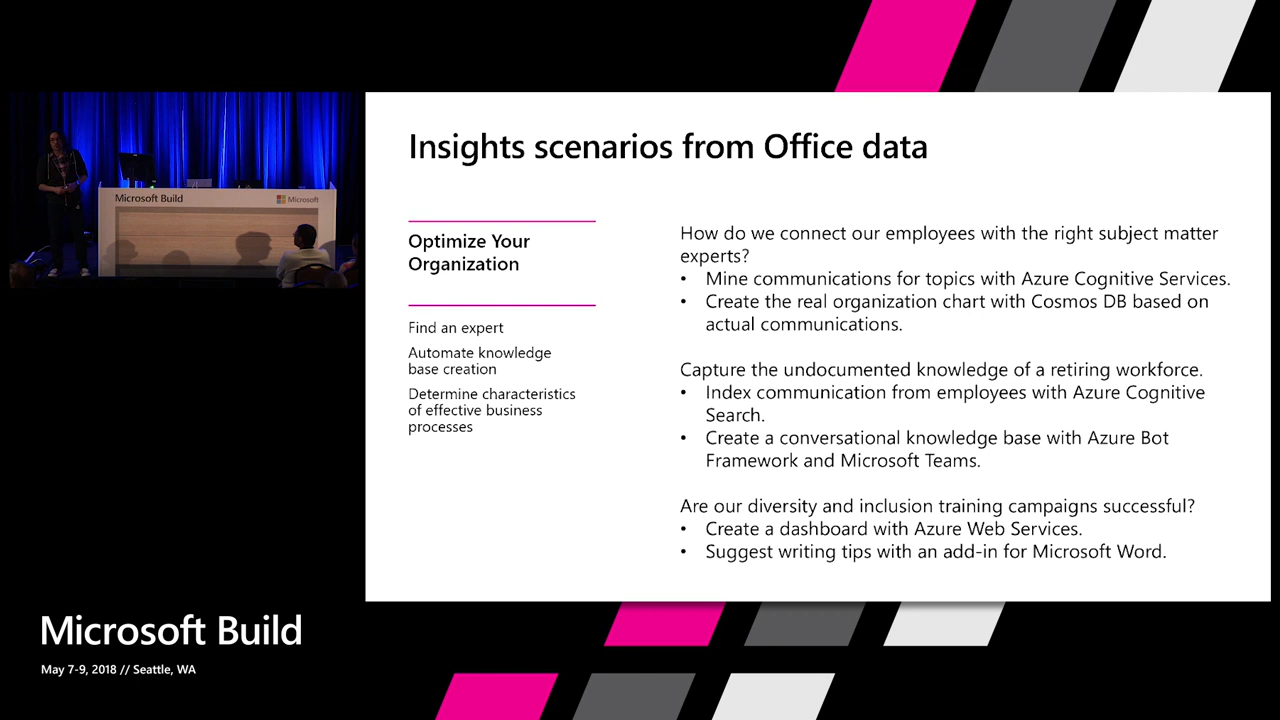 Microsoft Build
Microsoft
Insights scenarios from Office data
Optimize Your
Organization
Find an expert
Automate knowledge
base creation
Determine characteristics
of effective business
processes
How do we connect our employees with the right subject matter
experts?
• Mine communications for topics with Azure Cognitive Services.
• Create the real organization chart with Cosmos DB based on
actual communications.
Capture the undocumented knowledge of a retiring workforce.
• Index communication from employees with Azure Cognitive
Search.
• Create a conversational knowledge base with Azure Bot
Framework and Microsoft Teams.
Are our diversity and inclusion training campaigns successful?
• Create a dashboard with Azure Web Services.
• Suggest writing tips with an add-in for Microsoft Word.
Microsoft Build
May 7-9, 2018 // Seattle, WA